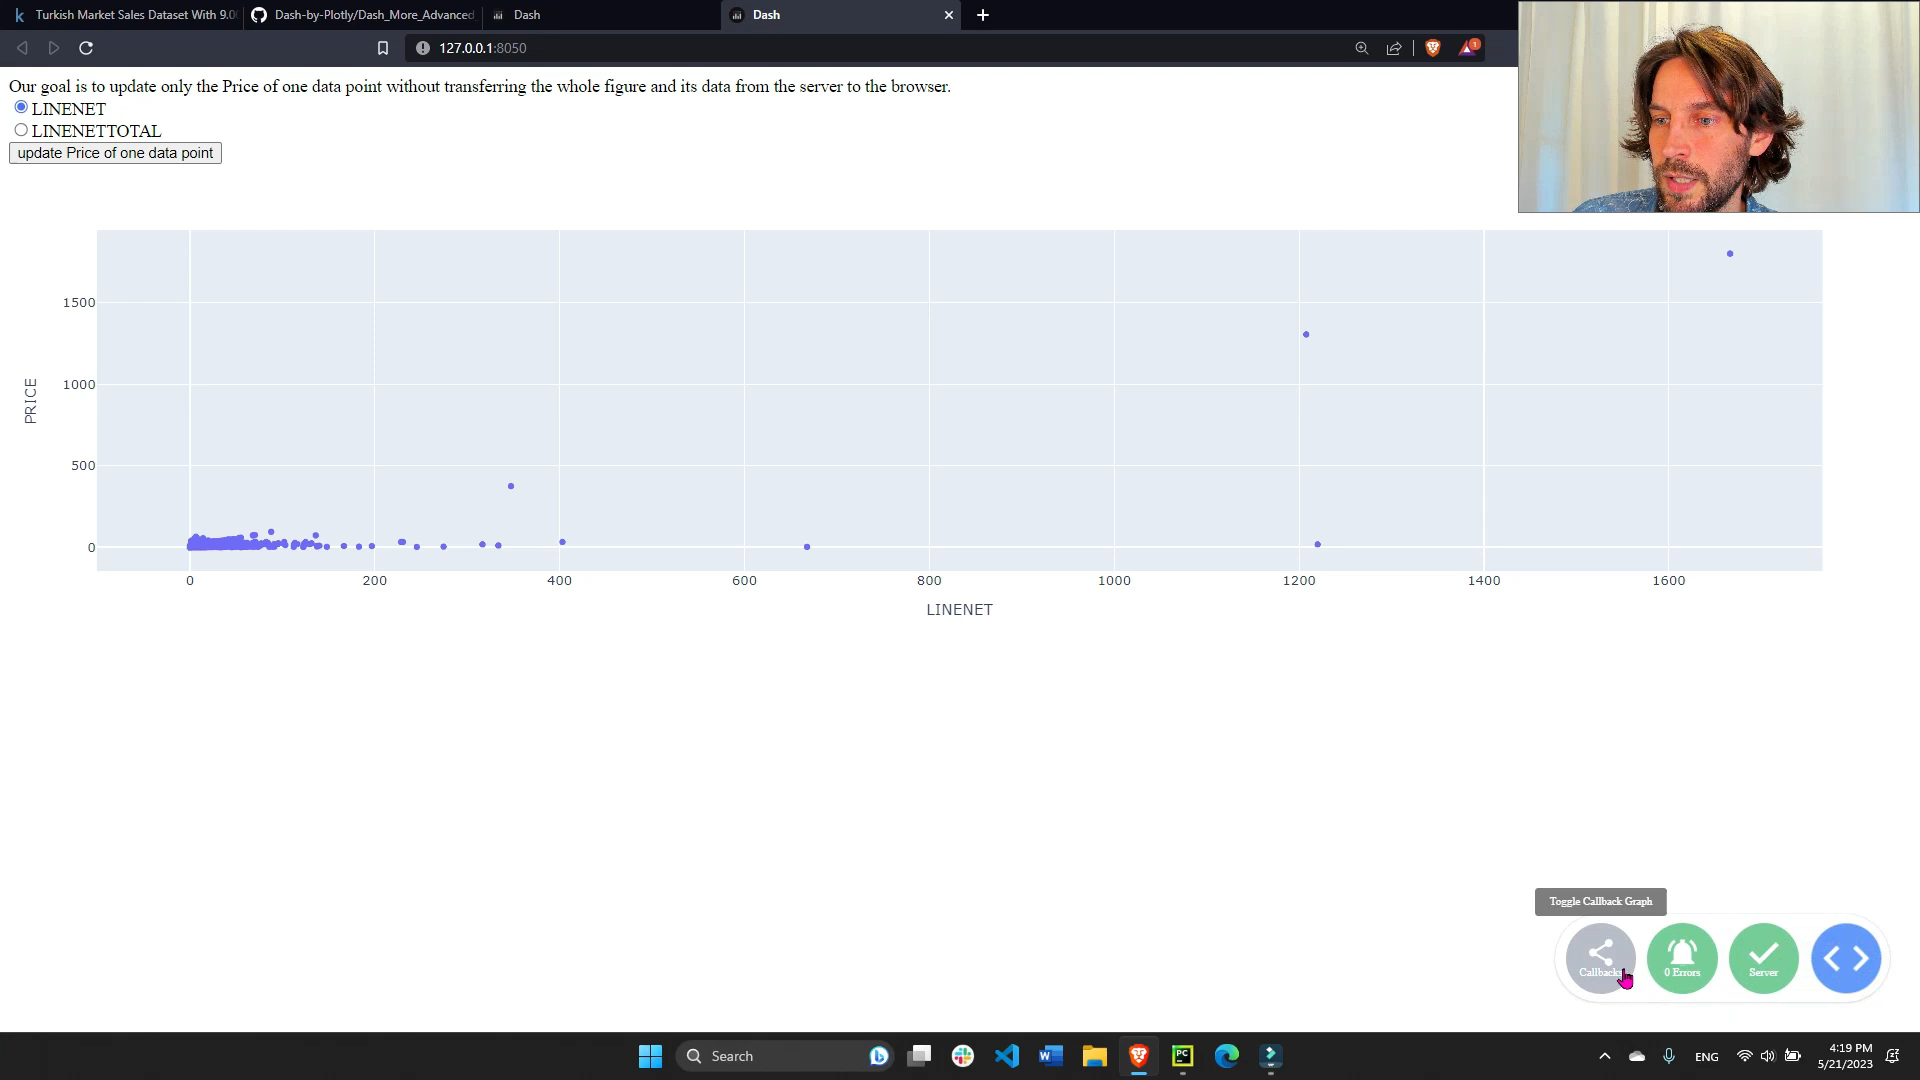 Turkish Market Sales Dataset With 9.0
Dash-by-Plotly/Dash_More_Advanced_
Dash
Dash
127.0.0.1:8050
1
Our goal is to update only the Price of one data point without transferring the whole figure and its data from the server to the browser.
LINENET
LINENETTOTAL
update Price of one data point
1500
1000
500
0
PRICE
0
200
400
600
800
1000
1200
1400
1600
LINENET
Toggle Callback Graph
Callbacks
0 Errors
Server
Search
ENG
4:19 PM
5/21/2023